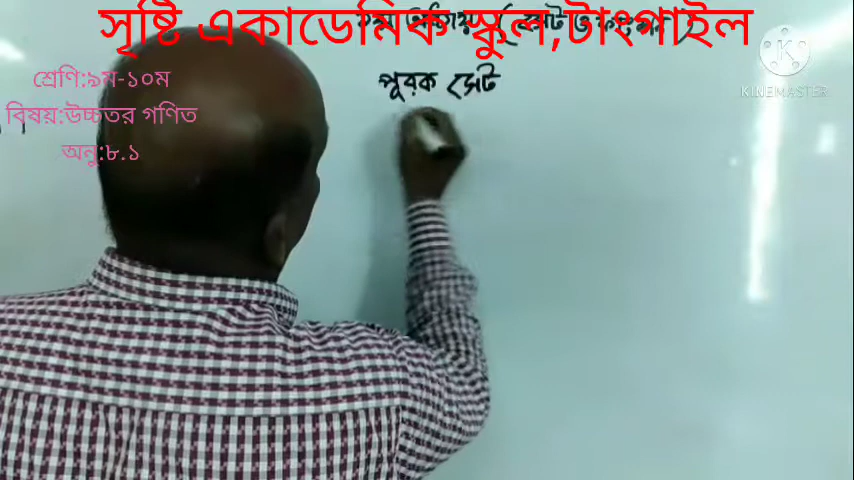 সৃষ্টি একাডেমিক স্কুল,টাংগাইল
শ্রেণি:৯ম-১০ম
বিষয়:উচ্চতর গণিত
অনু:৮.১
পূরক সেট
KINEMASTER